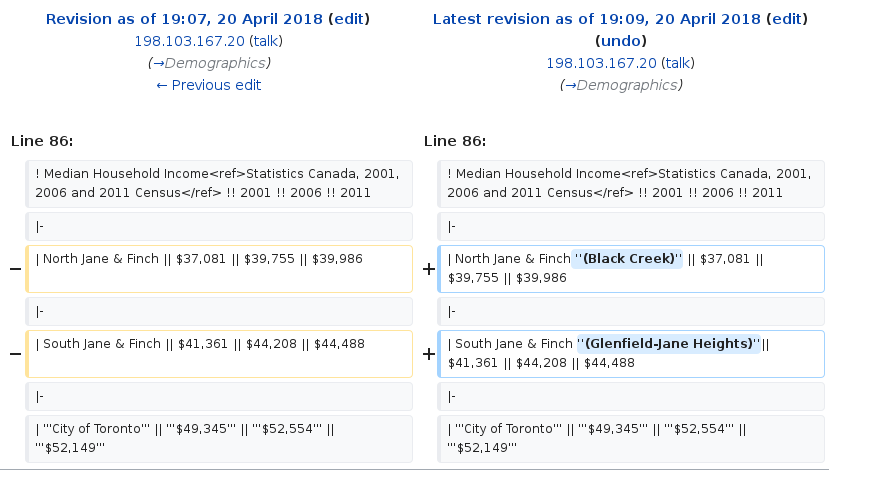 Revision as of 19:07, 20 April 2018 (edit)
198.103.167.20 (talk)
(→Demographics)
← Previous edit
Latest revision as of 19:09, 20 April 2018 (edit)
(undo)
198.103.167.20 (talk)
(→Demographics)
Line 86:
Line 86:
! Median Household Income<ref>Statistics Canada, 2001,
2006 and 2011 Census</ref> !! 2001 !! 2006 !! 2011
! Median Household Income<ref>Statistics Canada, 2001,
2006 and 2011 Census</ref> !! 2001 !! 2006 !! 2011
|-
|-
− | North Jane & Finch || $37,081 || $39,755 || $39,986
+ | North Jane & Finch ''(Black Creek)'' || $37,081 ||
$39,755 || $39,986
|-
|-
− | South Jane & Finch || $41,361 || $44,208 || $44,488
+ | South Jane & Finch ''(Glenfield-Jane Heights)''||
$41,361 || $44,208 || $44,488
|-
|-
| '''City of Toronto''' || '''$49,345''' || '''$52,554''' ||
'''$52,149'''
| '''City of Toronto''' || '''$49,345''' || '''$52,554''' ||
'''$52,149'''